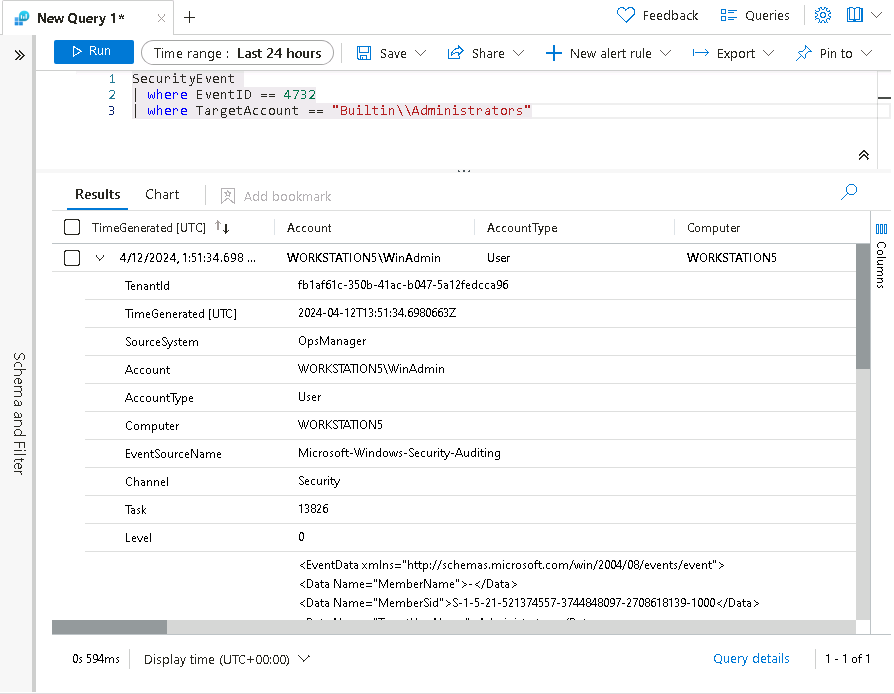 New Query 1*
Feedback
Queries
Run
Time range : Last 24 hours
Save
Share
New alert rule
Export
Pin to
1 SecurityEvent
2 | where EventID == 4732
3 | where TargetAccount == "Builtin\\Administrators"
Results
Chart
Add bookmark
TimeGenerated [UTC] Account AccountType Computer
4/12/2024, 1:51:34.698 ... WORKSTATION5\WinAdmin User WORKSTATION5
TenantId fb1af61c-350b-41ac-b047-5a12fedcca96
TimeGenerated [UTC] 2024-04-12T13:51:34.6980663Z
SourceSystem OpsManager
Account WORKSTATION5\WinAdmin
AccountType User
Computer WORKSTATION5
EventSourceName Microsoft-Windows-Security-Auditing
Channel Security
Task 13826
Level 0
<EventData xmlns="http://schemas.microsoft.com/win/2004/08/events/event">
<Data Name="MemberName">-</Data>
<Data Name="MemberSid">S-1-5-21-521374557-3744848097-2708618139-1000</Data>
Columns
Schema and Filter
0s 594ms
Display time (UTC+00:00)
Query details
1 - 1 of 1